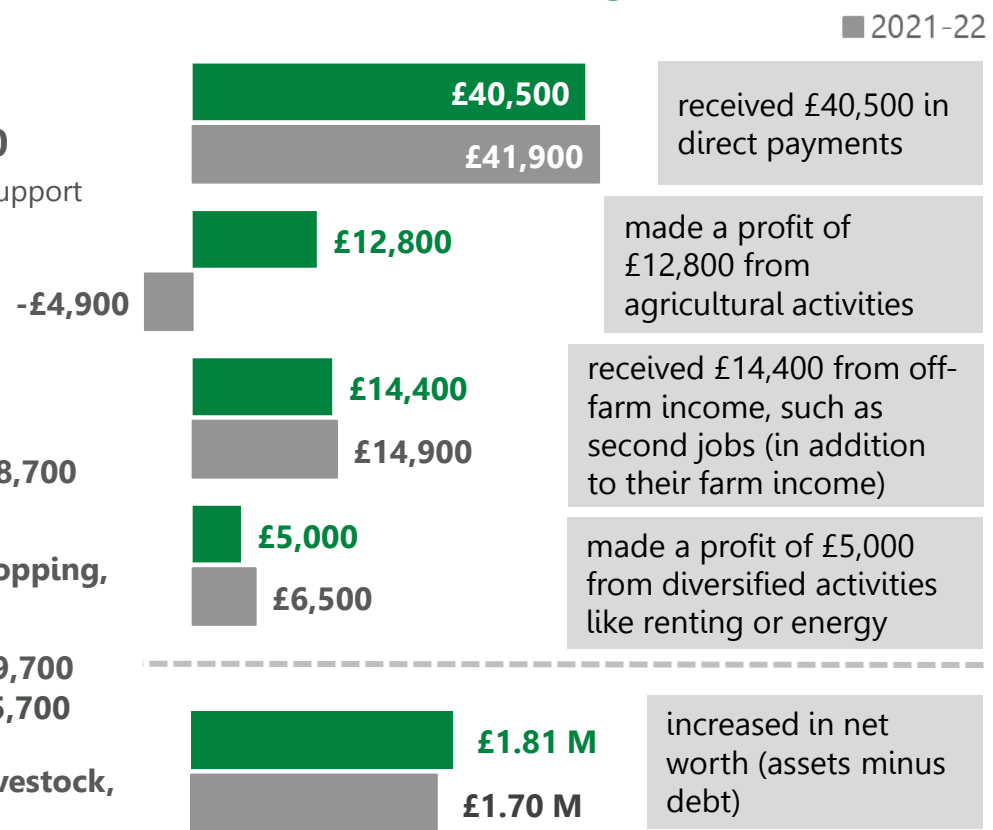 2021-22
£40,500
£41,900
received £40,500 in
direct payments
upport
£12,800
-£4,900
made a profit of
£12,800 from
agricultural activities
£14,400
£14,900
received £14,400 from off-
farm income, such as
second jobs (in addition
to their farm income)
8,700
£5,000
£6,500
made a profit of £5,000
from diversified activities
like renting or energy
opping,
9,700
5,700
£1.81 M
£1.70 M
increased in net
worth (assets minus
debt)
vestock,